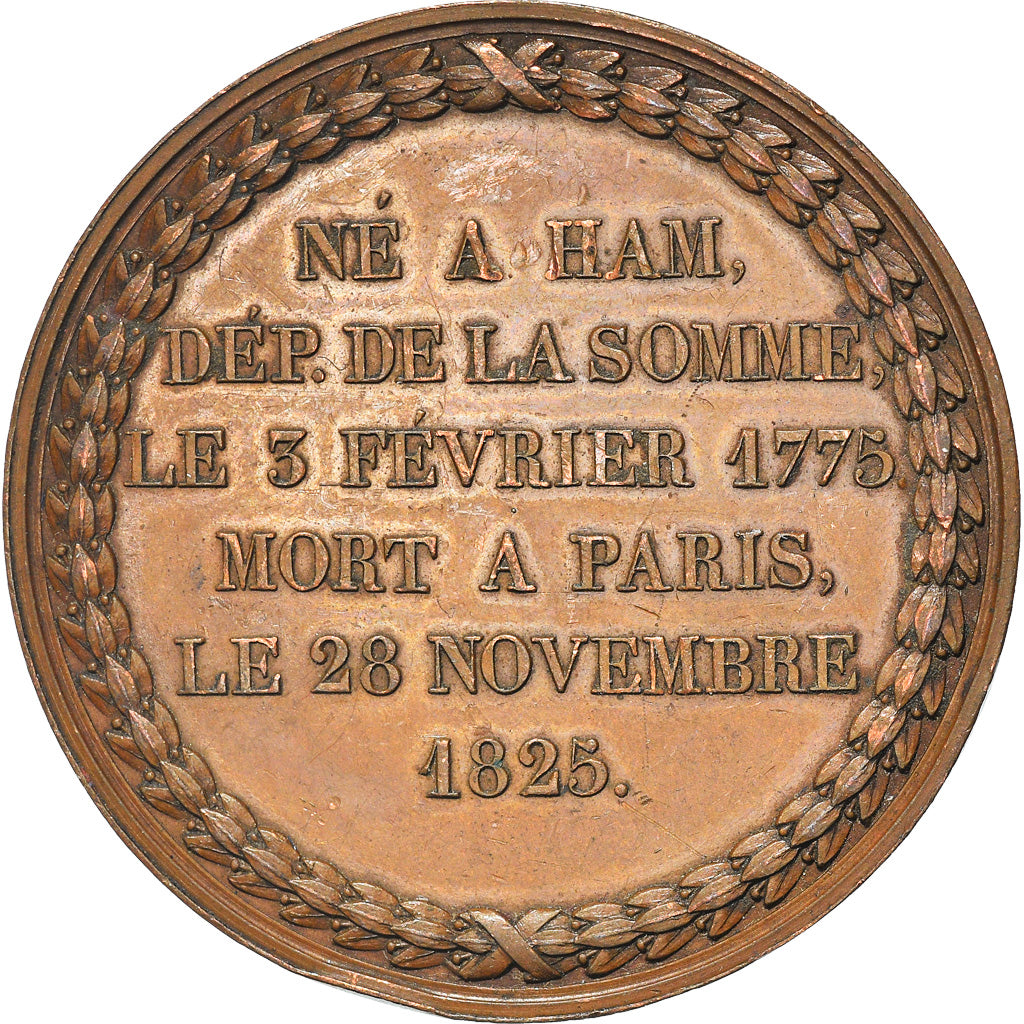 NÉ A HAM,
DÉP. DE LA SOMME,
LE 3 FÉVRIER 1775
MORT A PARIS,
LE 28 NOVEMBRE
1825.